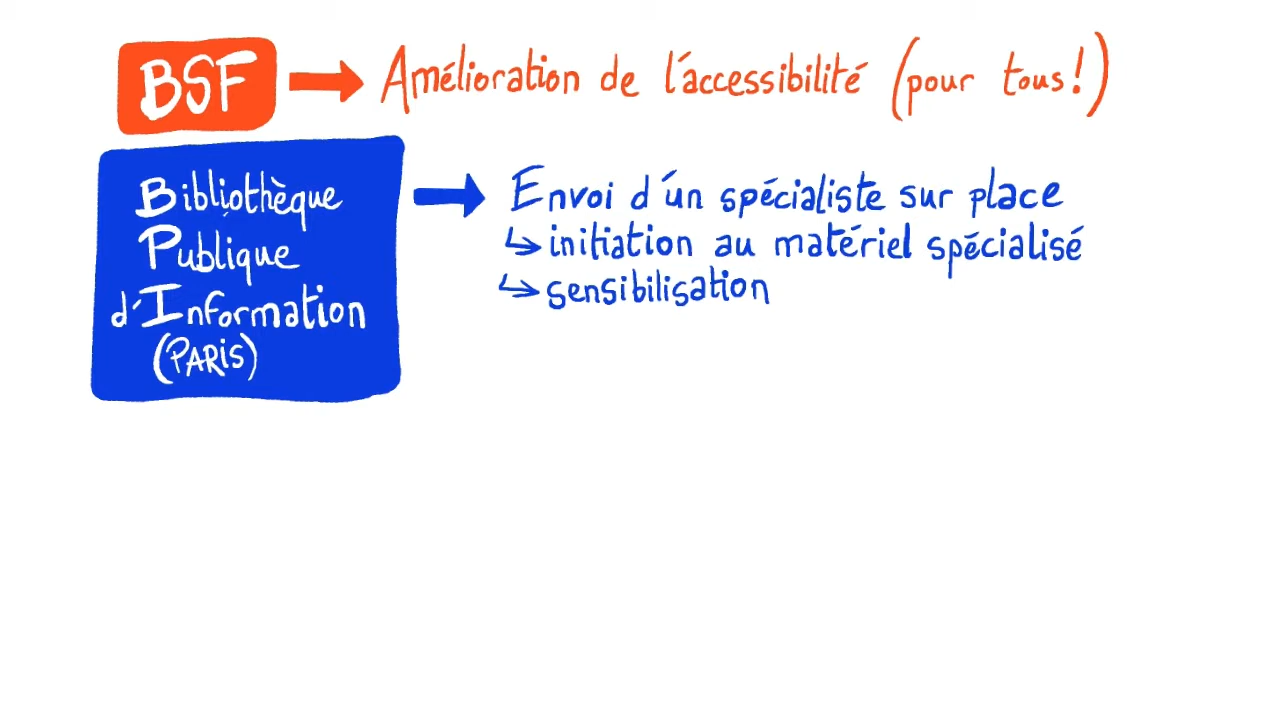 BSF → Amélioration de l'accessibilité (pour tous!)
Bibliothèque
Publique
d'Information
(PARiS)
→ Envoi d'un spécialiste sur place
↳ initiation au matériel spécialisé
↳ sensibilisation